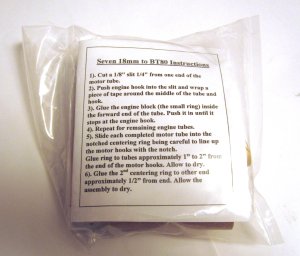 Seven 18mm to BT80 Instructions
1). Cut a 1/8" slit 1/4" from one end of the
motor tube.
2). Push engine hook into the slit and wrap a
piece of tape around the middle of the tube and
hook.
3). Glue the engine block (the small ring) inside
the forward end of the tube. Push it in until it
stops at the engine hook.
4). Repeat for remaining engine tubes.
5). Slide each completed motor tube into the
notched centering ring being careful to line up
the motor hooks with the notch.
Glue ring to tubes approximately 1" to 2" from
the end of the motor hooks. Allow to dry.
6). Glue the 2nd centering ring to other end
approximately 1/2" from end. Allow the
assembly to dry.